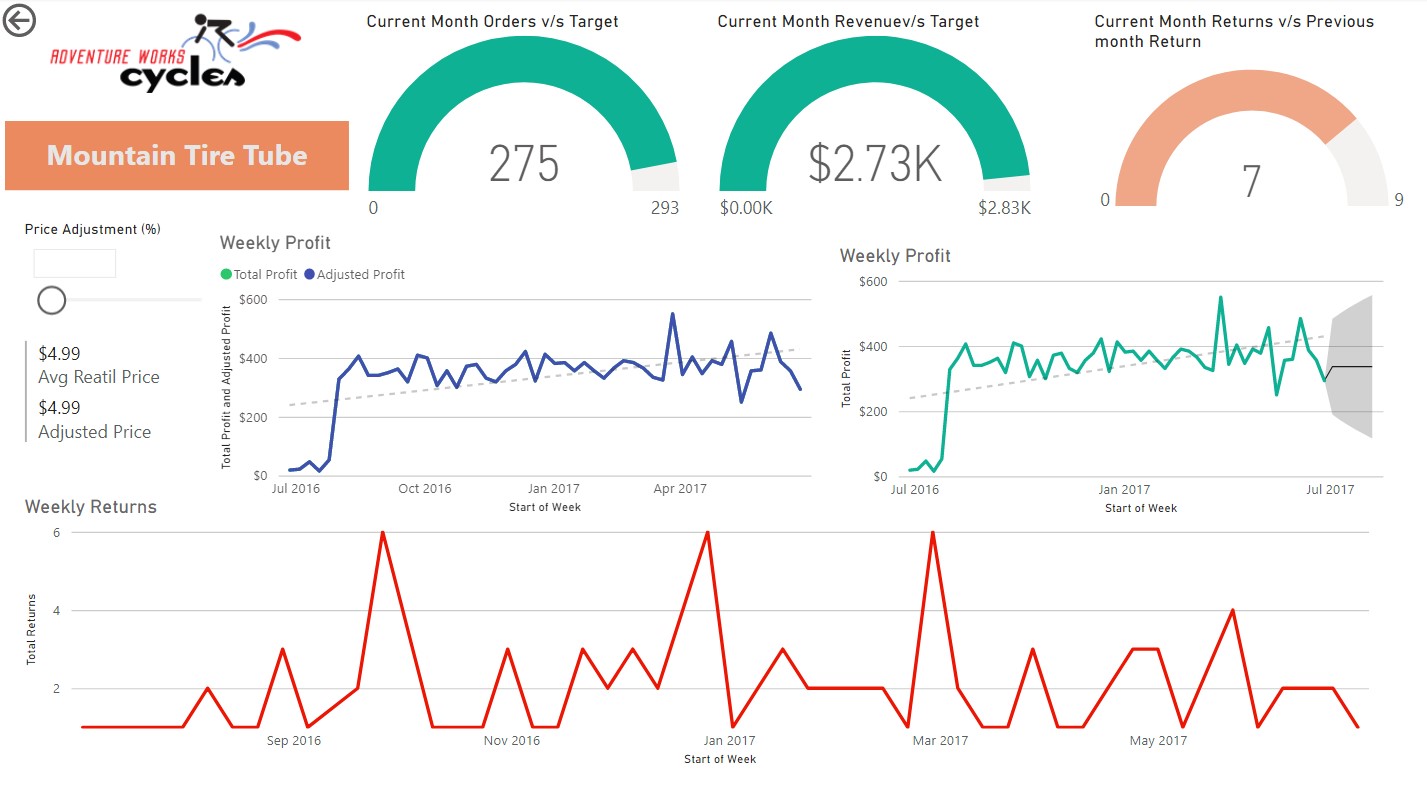 ADVENTURE WORKS
cycles
Mountain Tire Tube
Current Month Orders v/s Target
275
0
293
Current Month Revenuev/s Target
$2.73K
$0.00K
$2.83K
Current Month Returns v/s Previous
month Return
7
0
9
Price Adjustment (%)
$4.99
Avg Reatil Price
$4.99
Adjusted Price
Weekly Profit
Total Profit
Adjusted Profit
Total Profit and Adjusted Profit
$600
$400
$200
$0
Jul 2016
Oct 2016
Jan 2017
Apr 2017
Start of Week
Weekly Profit
Total Profit
$600
$400
$200
$0
Jul 2016
Jan 2017
Jul 2017
Start of Week
Weekly Returns
Total Returns
6
4
2
Sep 2016
Nov 2016
Jan 2017
Mar 2017
May 2017
Start of Week